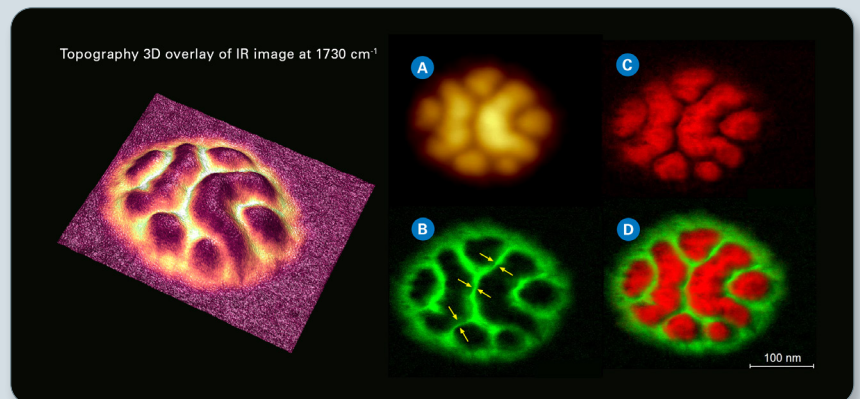 Topography 3D overlay of IR image at 1730 cm⁻¹
A
C
B
D
100 nm